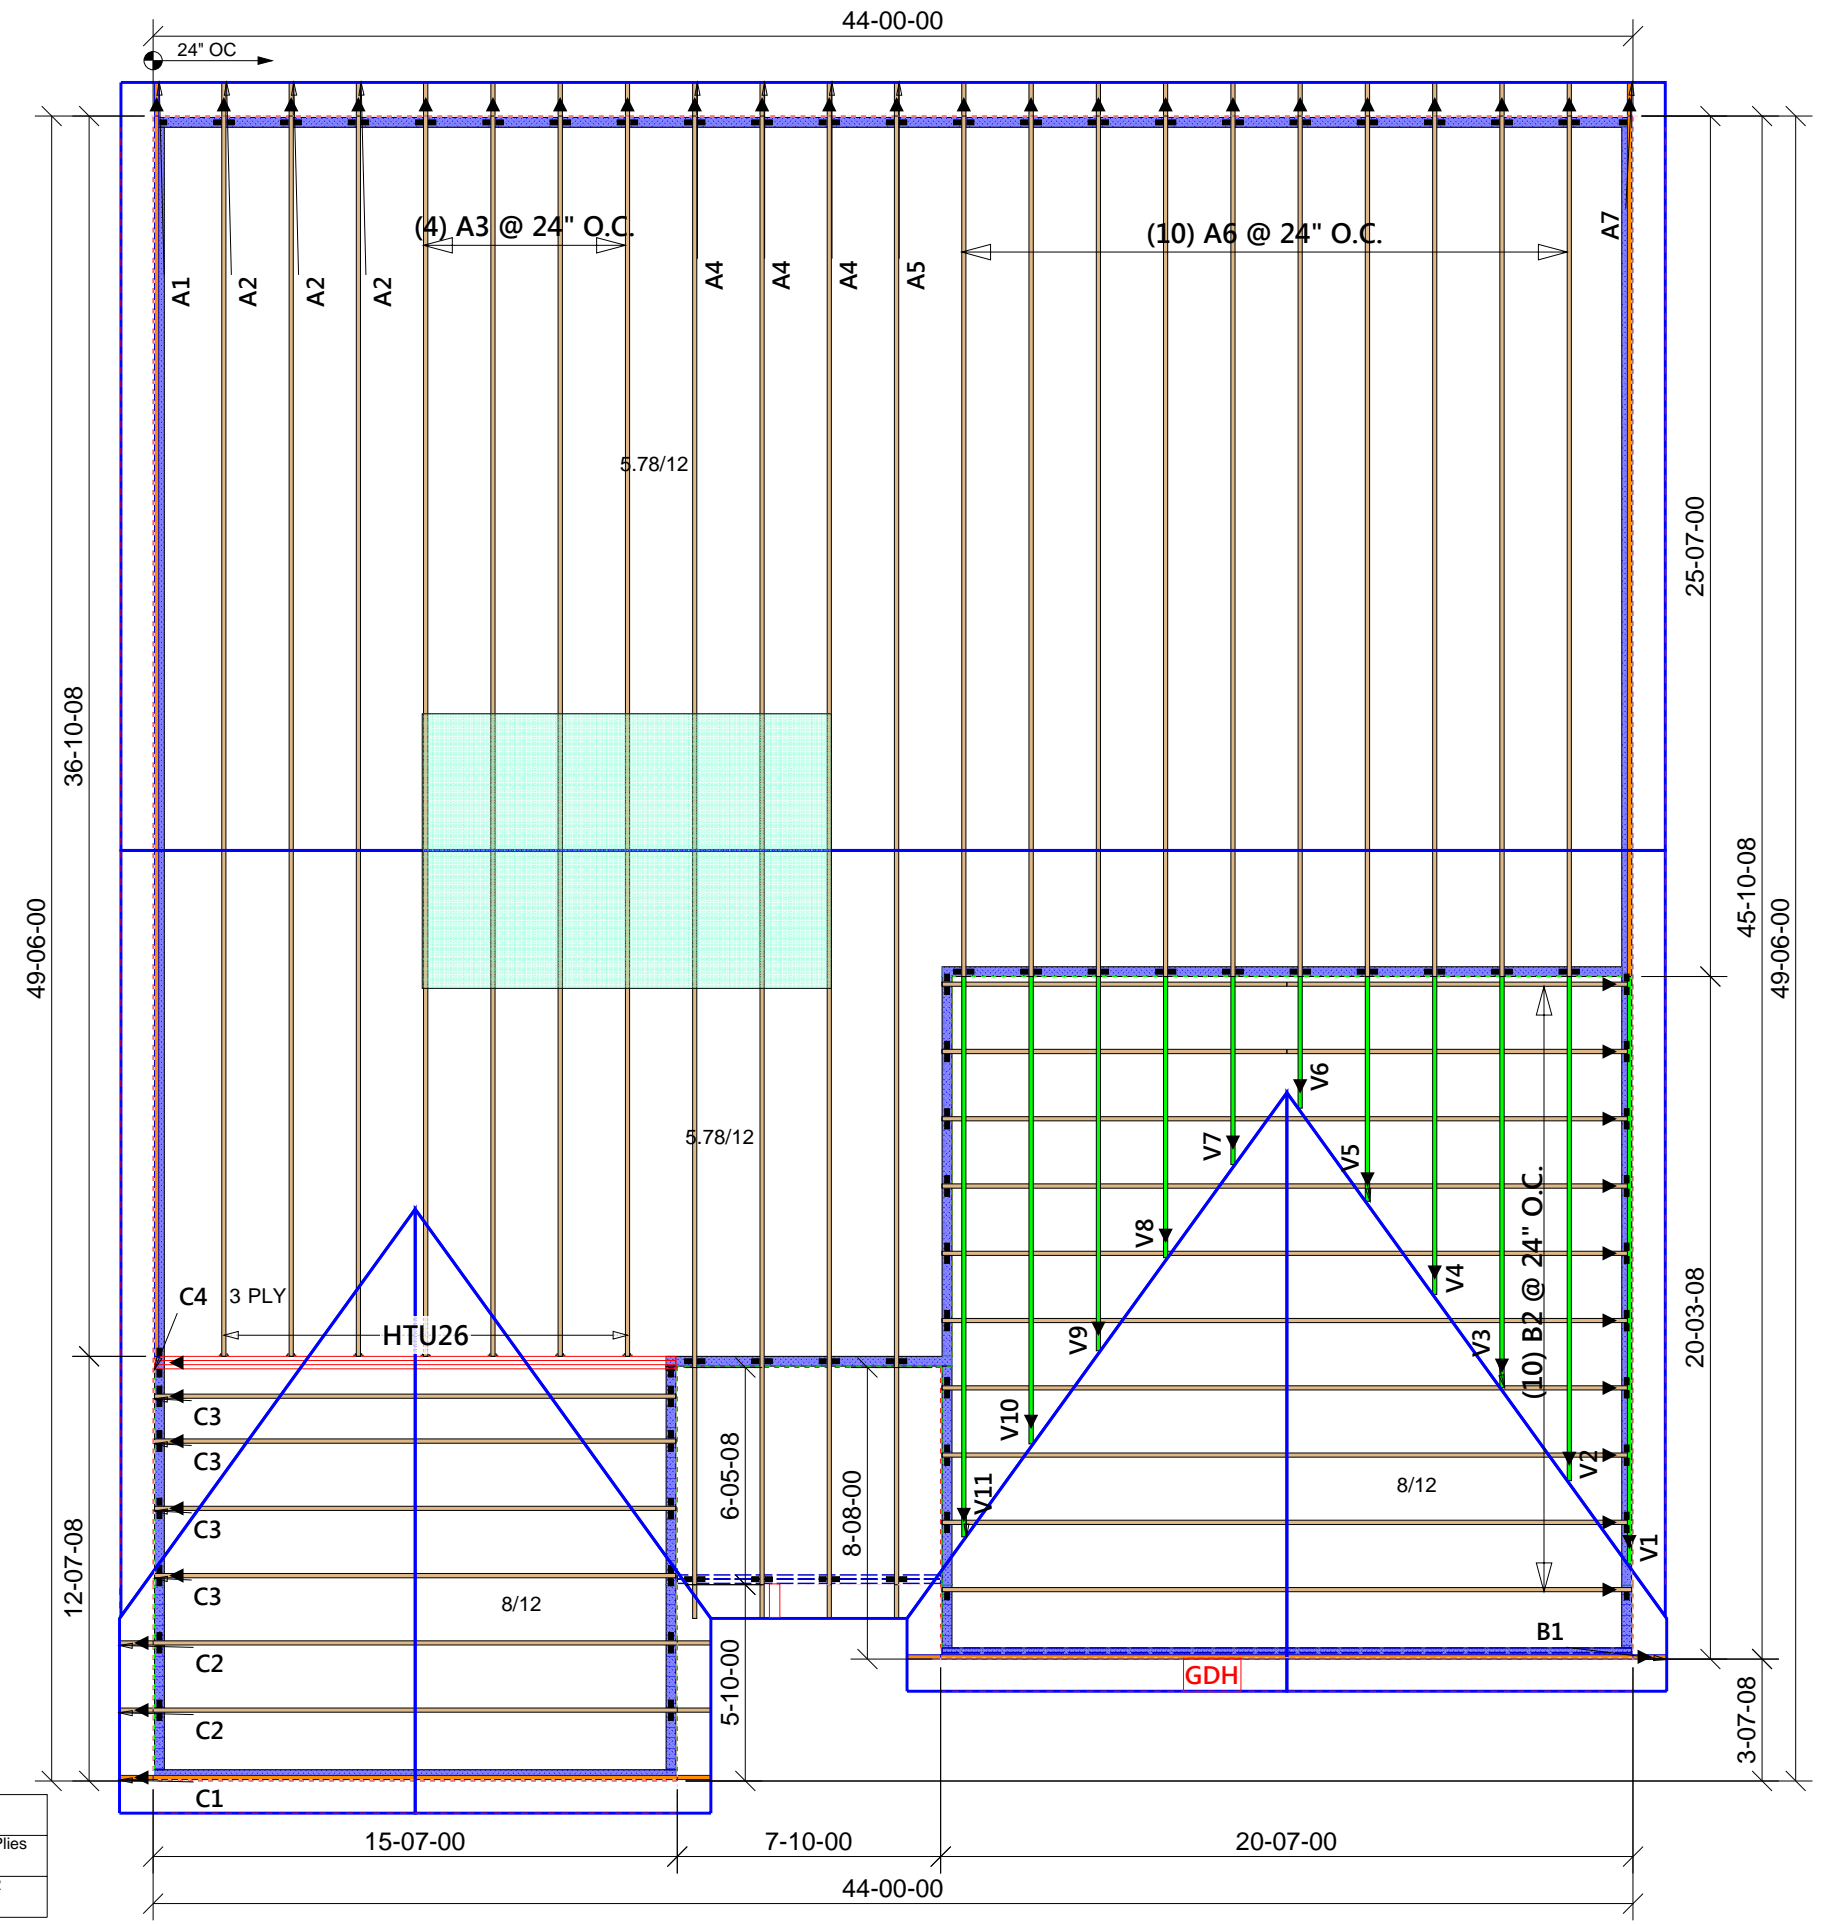 44-00-00
24" OC
(4) A3 @ 24" O.C.
(10) A6 @ 24" O.C.
A7
A1
A2
A2
A2
A4
A4
A4
A5
5.78/12
25-07-00
36-10-08
45-10-08
49-06-00
49-06-00
V6
V7
V5
5.78/12
V8
V4
C4
3 PLY
HTU26
V9
V3
(10) B2 @ 24" O.C.
20-03-08
C3
V10
C3
6-05-08
V2
8-08-00
V11
8/12
C3
V1
12-07-08
C3
8/12
B1
C2
GDH
5-10-00
3-07-08
C2
C1
15-07-00
7-10-00
20-07-00
44-00-00